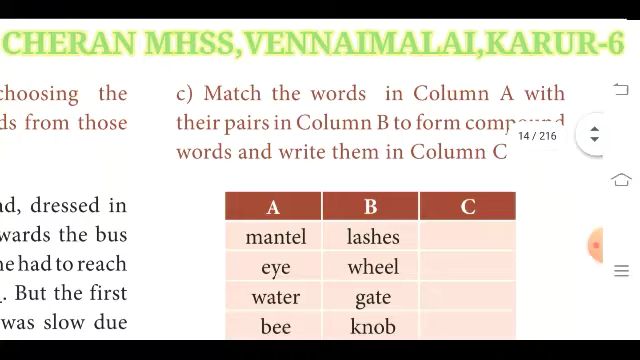 CHERAN MHSS,VENNAIMALAI,KARUR-6
choosing the
ds from those
ad, dressed in
wards the bus
he had to reach
. But the first
was slow due
c) Match the words in Column A with
their pairs in Column B to form compound
words and write them in Column C
14 / 216
A B C
mantel lashes
eye wheel
water gate
bee knob